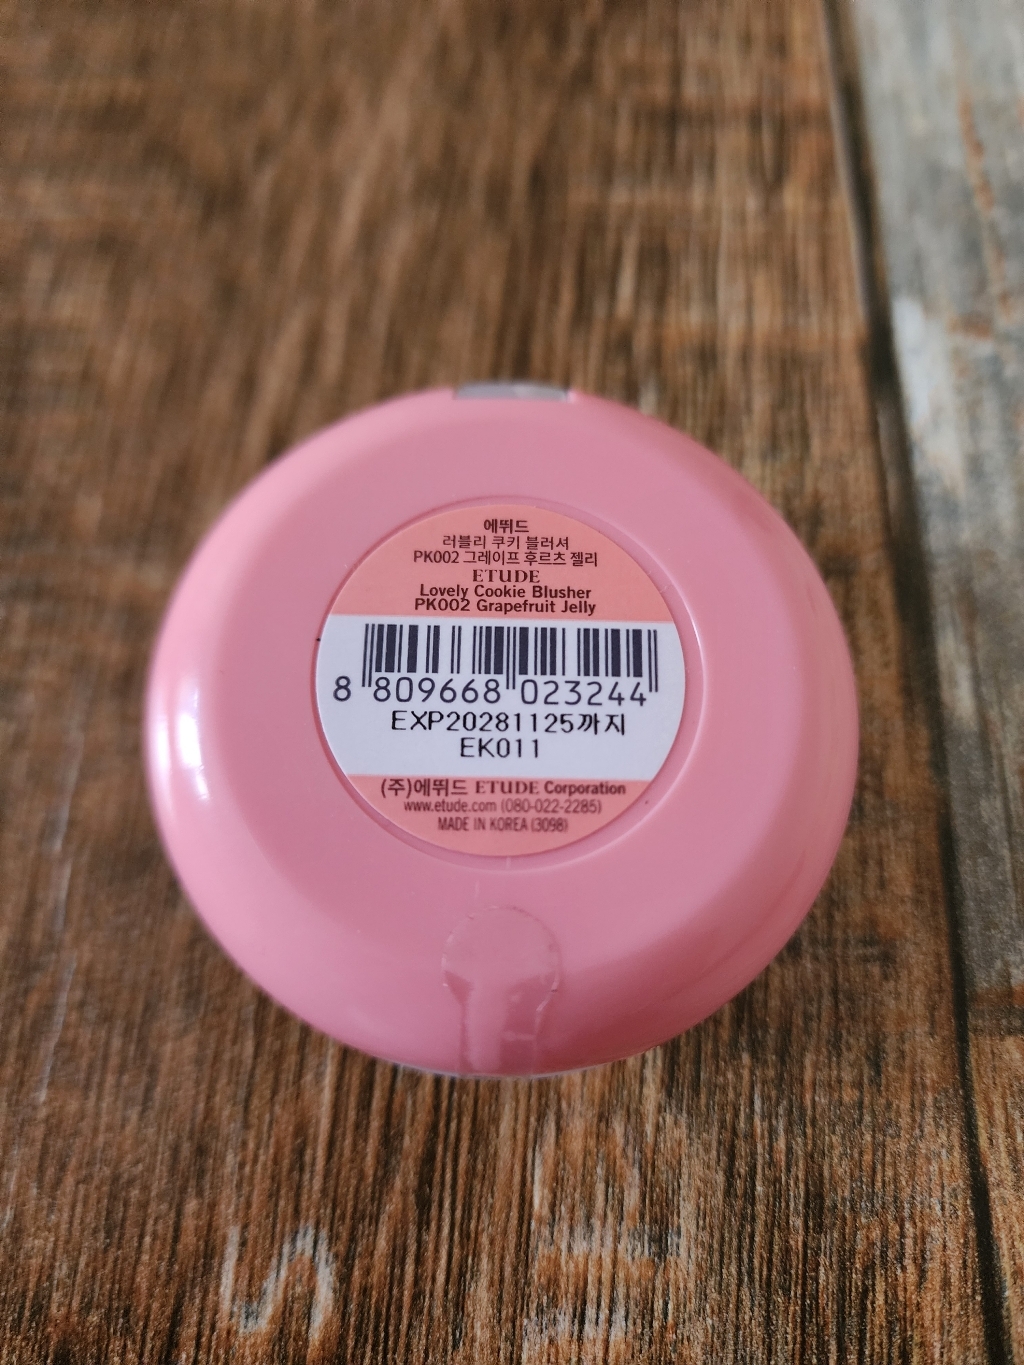 에뛰드
러블리 쿠키 블러셔
PK002 그레이프 후르츠 젤리
ETUDE
Lovely Cookie Blusher
PK002 Grapefruit Jelly
8 809668 023244
EXP20281125까지
EK011
(주)에뛰드 ETUDE Corporation
www.etude.com (080-022-2285)
MADE IN KOREA (3098)